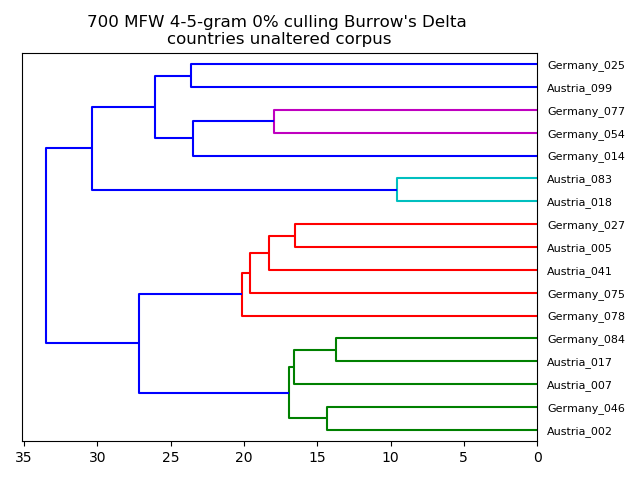 700 MFW 4-5-gram 0% culling Burrow's Delta
countries unaltered corpus
Germany_025
Austria_099
Germany_077
Germany_054
Germany_014
Austria_083
Austria_018
Germany_027
Austria_005
Austria_041
Germany_075
Germany_078
Germany_084
Austria_017
Austria_007
Germany_046
Austria_002
35 30 25 20 15 10 5 0